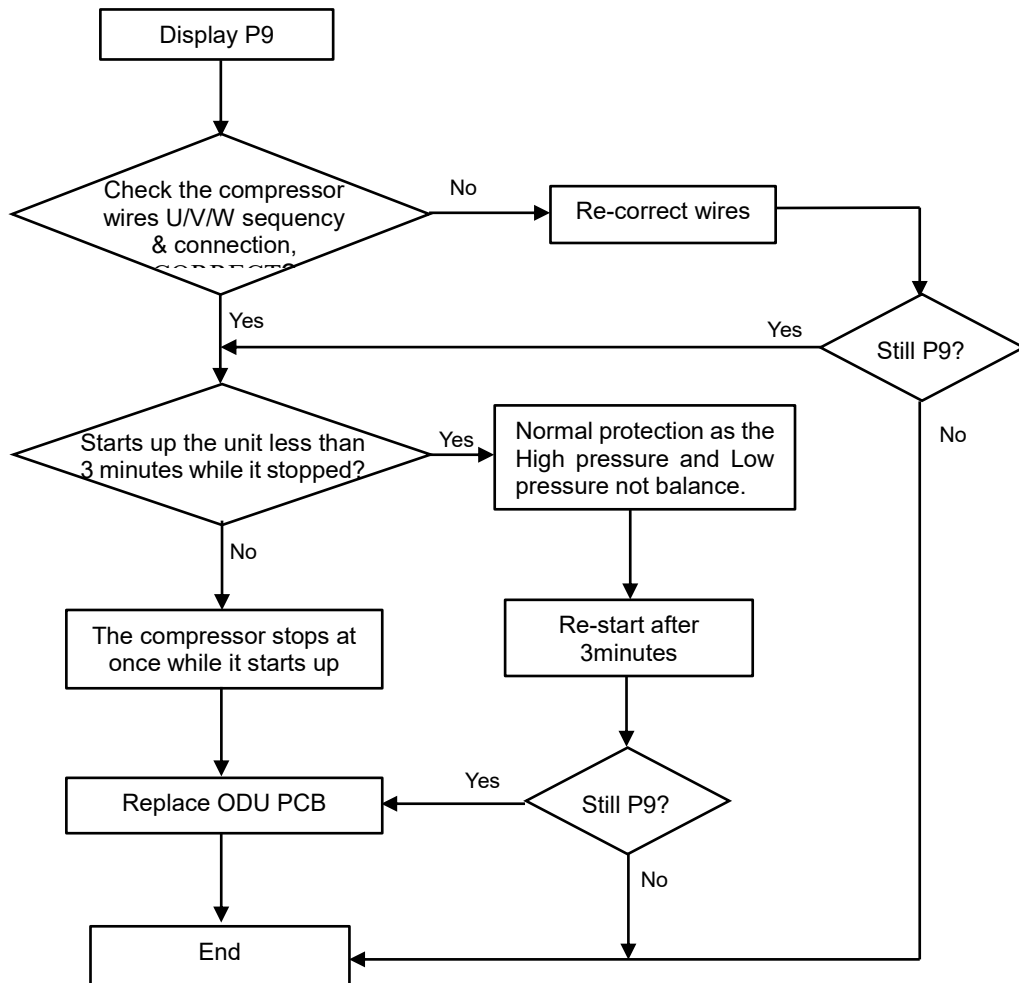 Display P9
Check the compressor
wires U/V/W sequency
& connection,
No
Re-correct wires
Yes
Yes
Still P9?
No
Starts up the unit less than
3 minutes while it stopped?
Yes
Normal protection as the
High pressure and Low
pressure not balance.
No
The compressor stops at
once while it starts up
Re-start after
3minutes
Replace ODU PCB
Yes
Still P9?
No
End